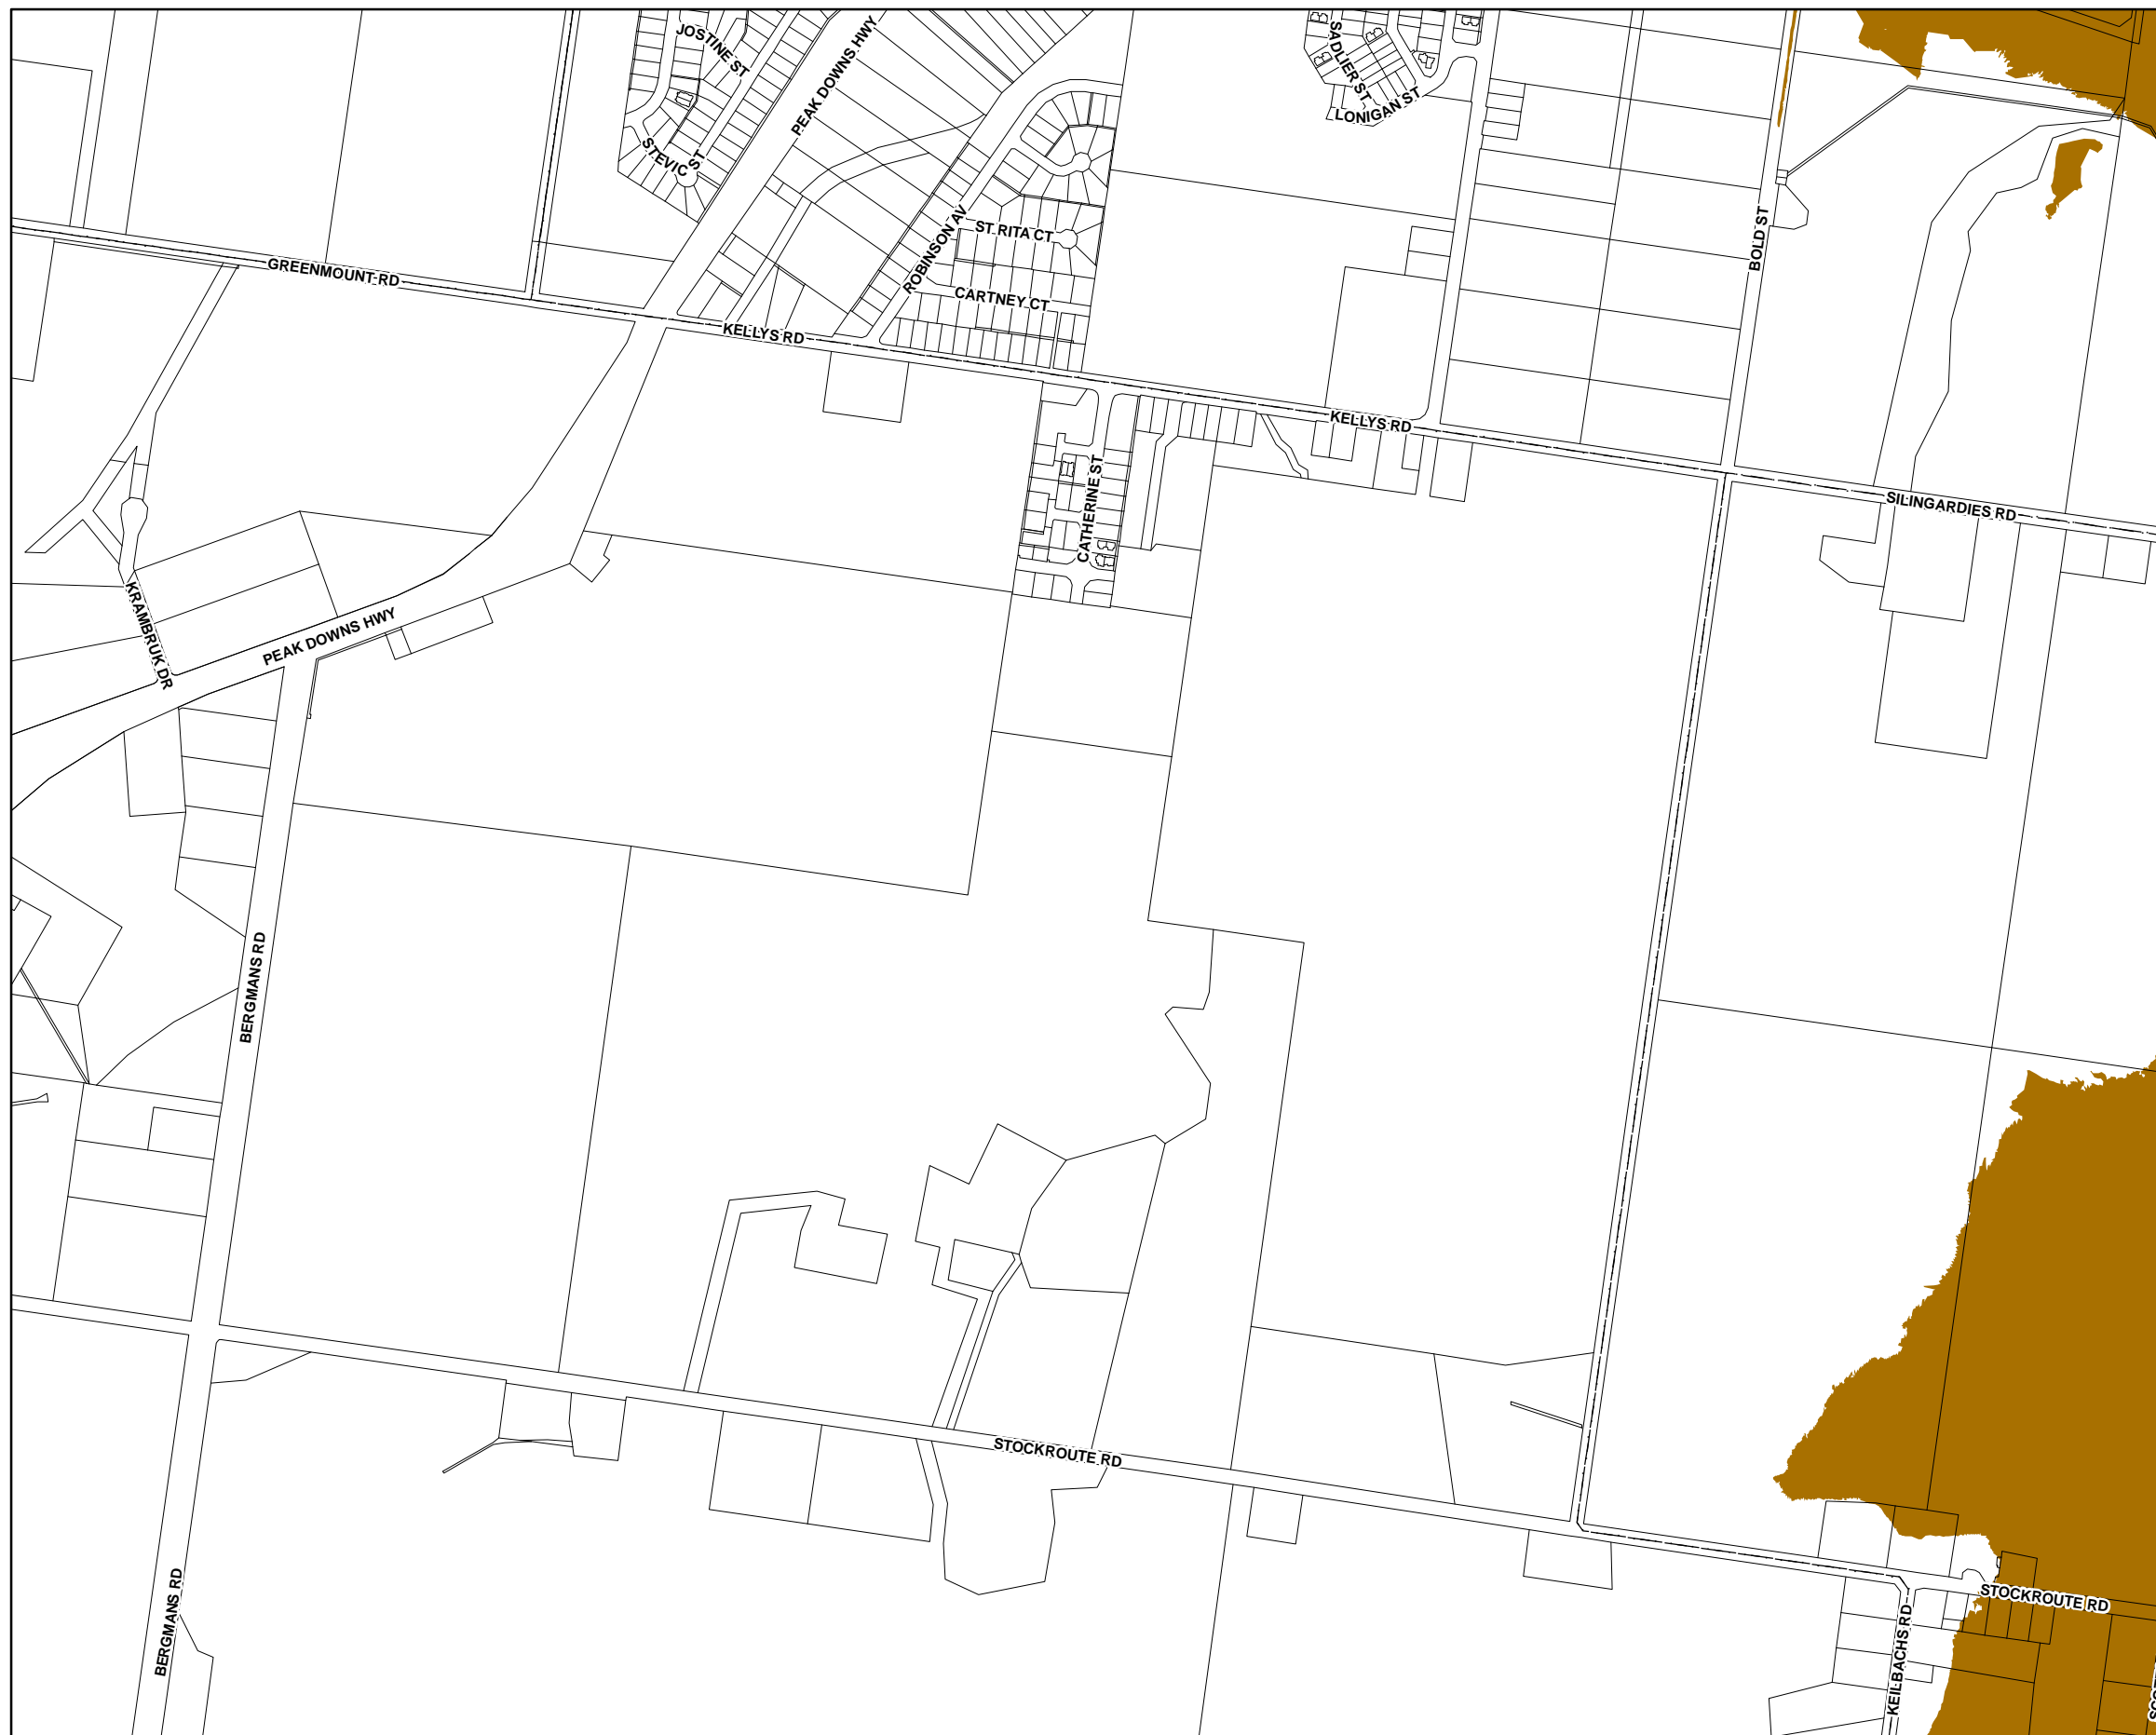 JOSTINE ST
PEAK DOWNS HWY
SADLIER ST
LONIGAN ST
STEVIC ST
ROBINSON AV
ST RITA CT
BOLD ST
GREENMOUNT RD
CARTNEY CT
KELLYS RD
KELLYS RD
CATHERINE ST
SILINGARDIES RD
KRAMBRUK DR
PEAK DOWNS HWY
BERGMANS RD
STOCKROUTE RD
STOCKROUTE RD
BERGMANS RD
KEILBACHS RD